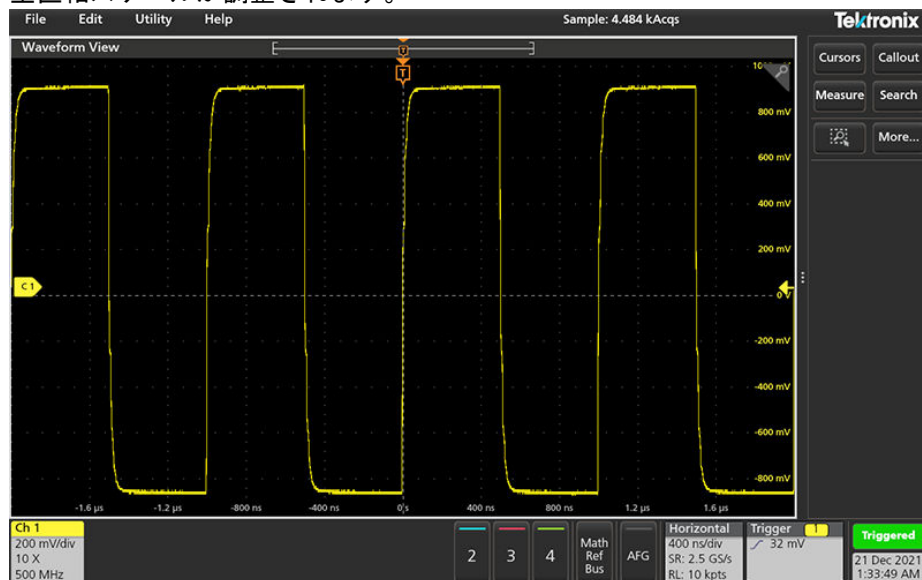 File Edit Utility Help Sample: 4.484 kAcqs Tektronix
Waveform View
T
T
Cursors Callout
Measure Search
More...
800 mV
600 mV
400 mV
200 mV
C1
0 V
-200 mV
-400 mV
-600 mV
-800 mV
-1.6 µs -1.2 µs -800 ns -400 ns 0 s 400 ns 800 ns 1.2 µs 1.6 µs
Ch 1
200 mV/div
10 X
500 MHz
2 3 4
Math
Ref
Bus
AFG
Horizontal
400 ns/div
SR: 2.5 GS/s
RL: 10 kpts
Trigger 1
32 mV
Triggered
21 Dec 2021
1:33:49 AM